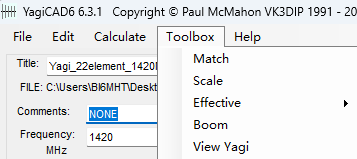 YagiCAD6 6.3.1 Copyright © Paul McMahon VK3DIP 1991 - 20
File Edit Calculate Toolbox Help
Title: Yagi_22element_1420
Match
Scale
FILE: C:\Users\BI6MHT\Deskt
Effective
Comments: NONE
Boom
Frequency: 1420
View Yagi
MHz